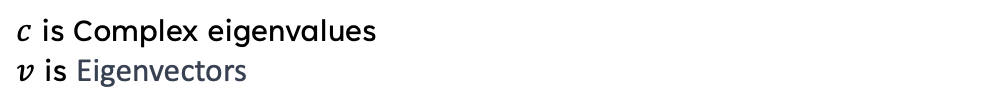 c is Complex eigenvalues
v is Eigenvectors